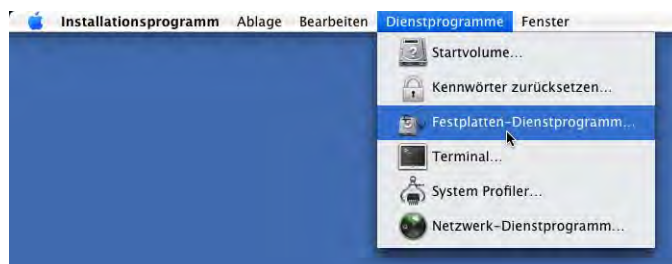 Installationsprogramm Ablage Bearbeiten Dienstprogramme Fenster
Startvolume...
Kennwörter zurücksetzen...
Festplatten-Dienstprogramm...
Terminal...
System Profiler...
Netzwerk-Dienstprogramm...